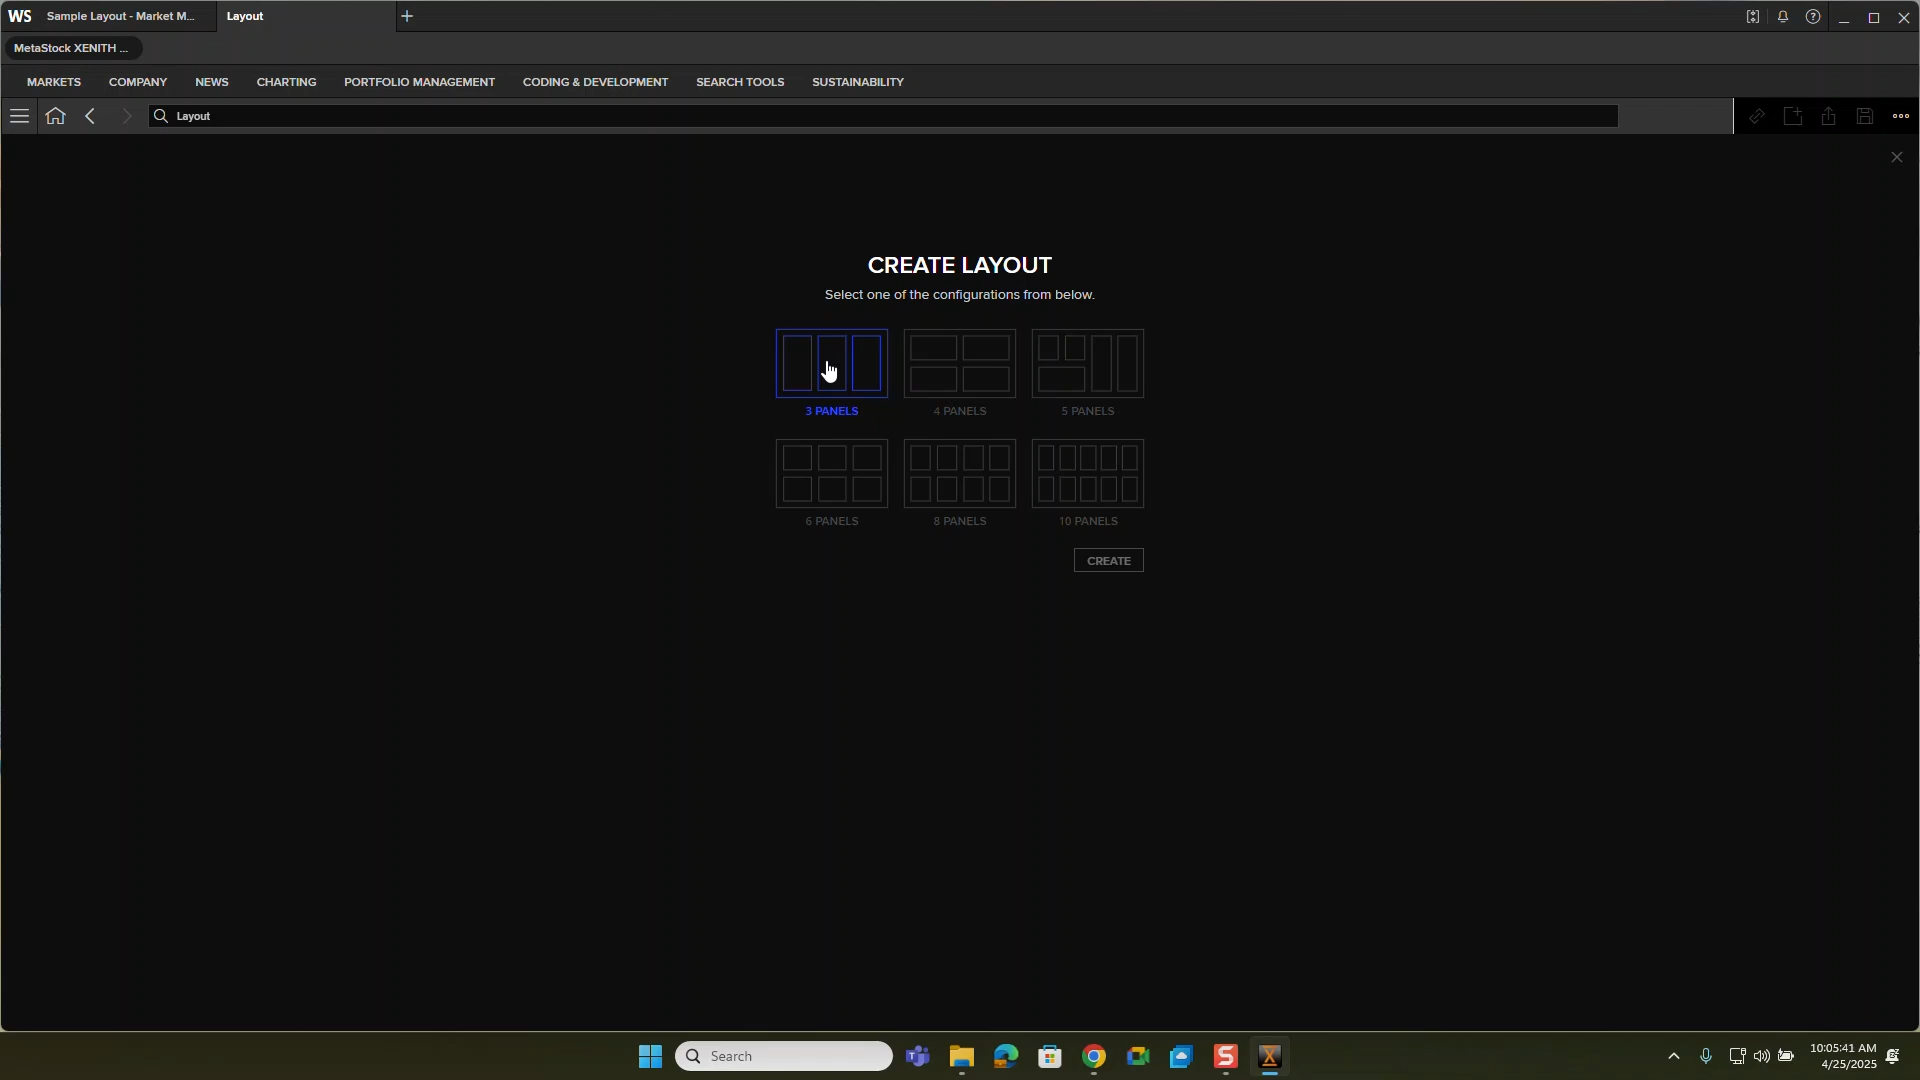 WS Sample Layout - Market M... Layout
MetaStock XENITH ...
MARKETS COMPANY NEWS CHARTING PORTFOLIO MANAGEMENT CODING & DEVELOPMENT SEARCH TOOLS SUSTAINABILITY
Layout
CREATE LAYOUT
Select one of the configurations from below.
3 PANELS 4 PANELS 5 PANELS
6 PANELS 8 PANELS 10 PANELS
CREATE
Search
10:05:41 AM
4/25/2025